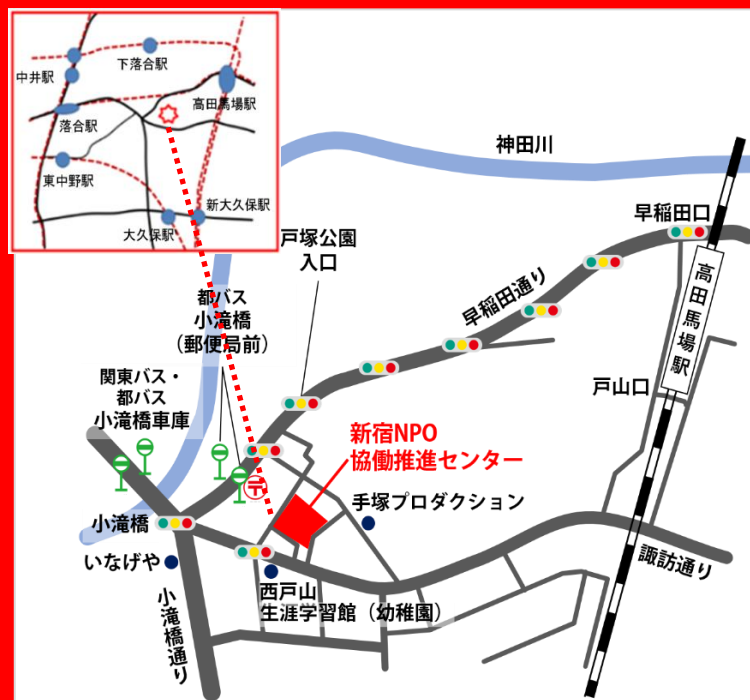 下落合駅
中井駅
高田馬場駅
落合駅
東中野駅
新大久保駅
大久保駅
神田川
早稲田口
戸塚公園
入口
早稲田通り
高田馬場駅
都バス
小滝橋
（郵便局前）
戸山口
関東バス・
都バス
小滝橋車庫
新宿NPO
協働推進センター
手塚プロダクション
小滝橋
いなげや
諏訪通り
西戸山
生涯学習館（幼稚園）
小滝橋通り